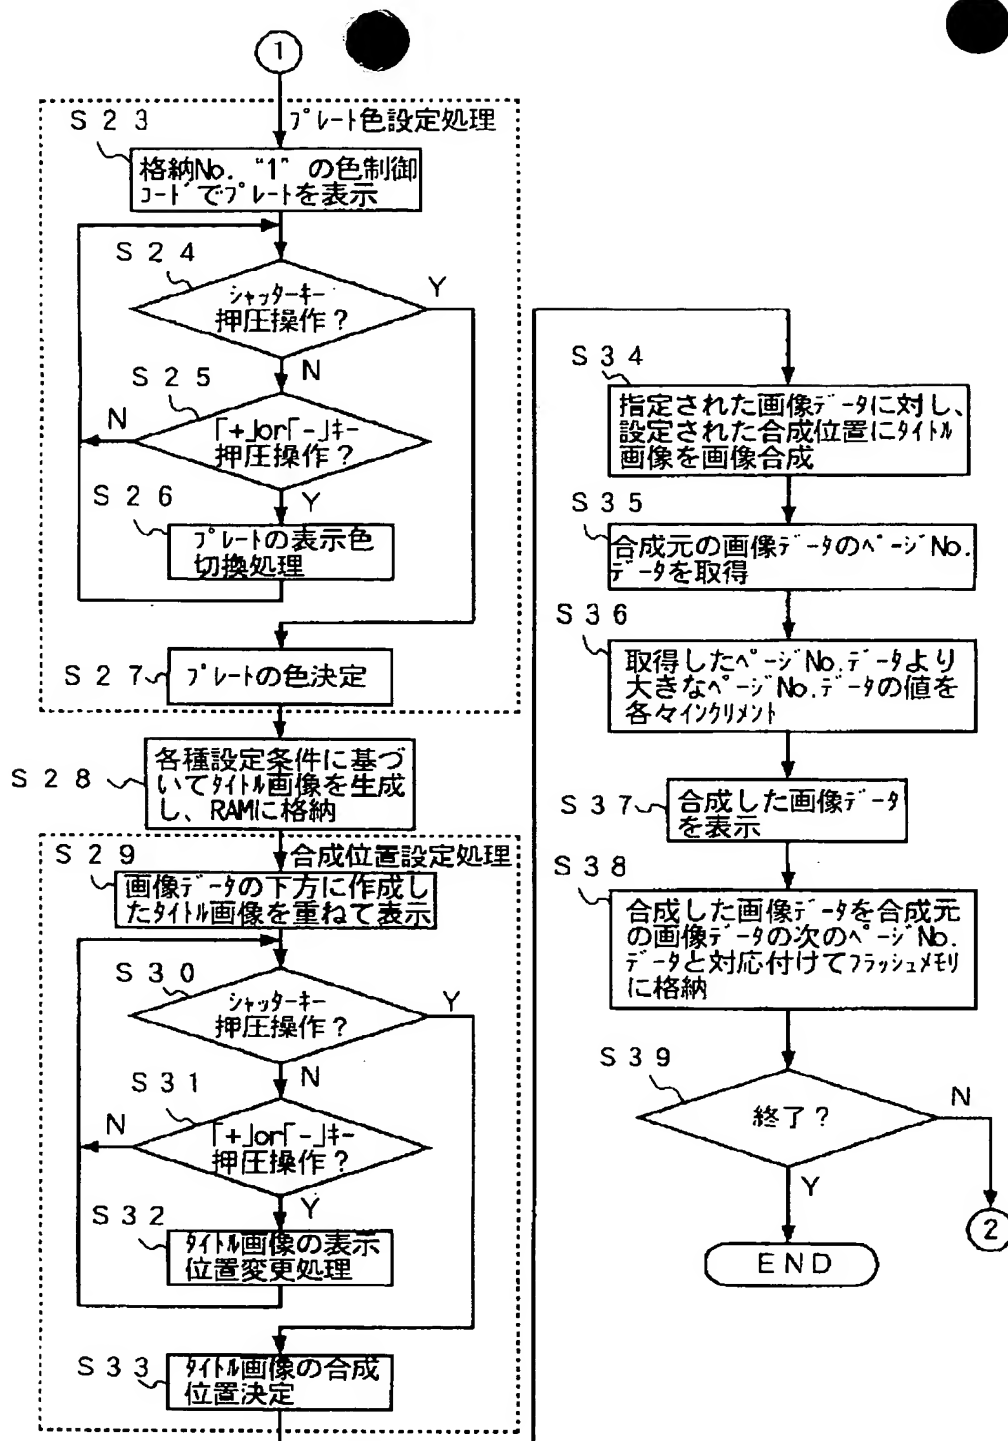 1
S23
プレート色設定処理
格納No. “1” の色制御
コードでプレートを表示
S24
シャッターキー
押圧操作？
Y
N
S25
「+」or「-」キー
押圧操作？
N
Y
S26
プレートの表示色
切換処理
S27
プレートの色決定
S28
各種設定条件に基づ
いてタイトル画像を生成
し、RAMに格納
S29
合成位置設定処理
画像データの下方に作成し
たタイトル画像を重ねて表示
S30
シャッターキー
押圧操作？
Y
N
S31
「+」or「-」キー
押圧操作？
N
Y
S32
タイトル画像の表示
位置変更処理
S33
タイトル画像の合成
位置決定
S34
指定された画像データに対し、
設定された合成位置にタイトル
画像を画像合成
S35
合成元の画像データのページNo.
データを取得
S36
取得したページNo.データより
大きなページNo.データの値を
各々インクリメント
S37
合成した画像データ
を表示
S38
合成した画像データを合成元
の画像データの次のページNo.
データと対応付けてフラッシュメモリ
に格納
S39
終了？
N
Y
2
END